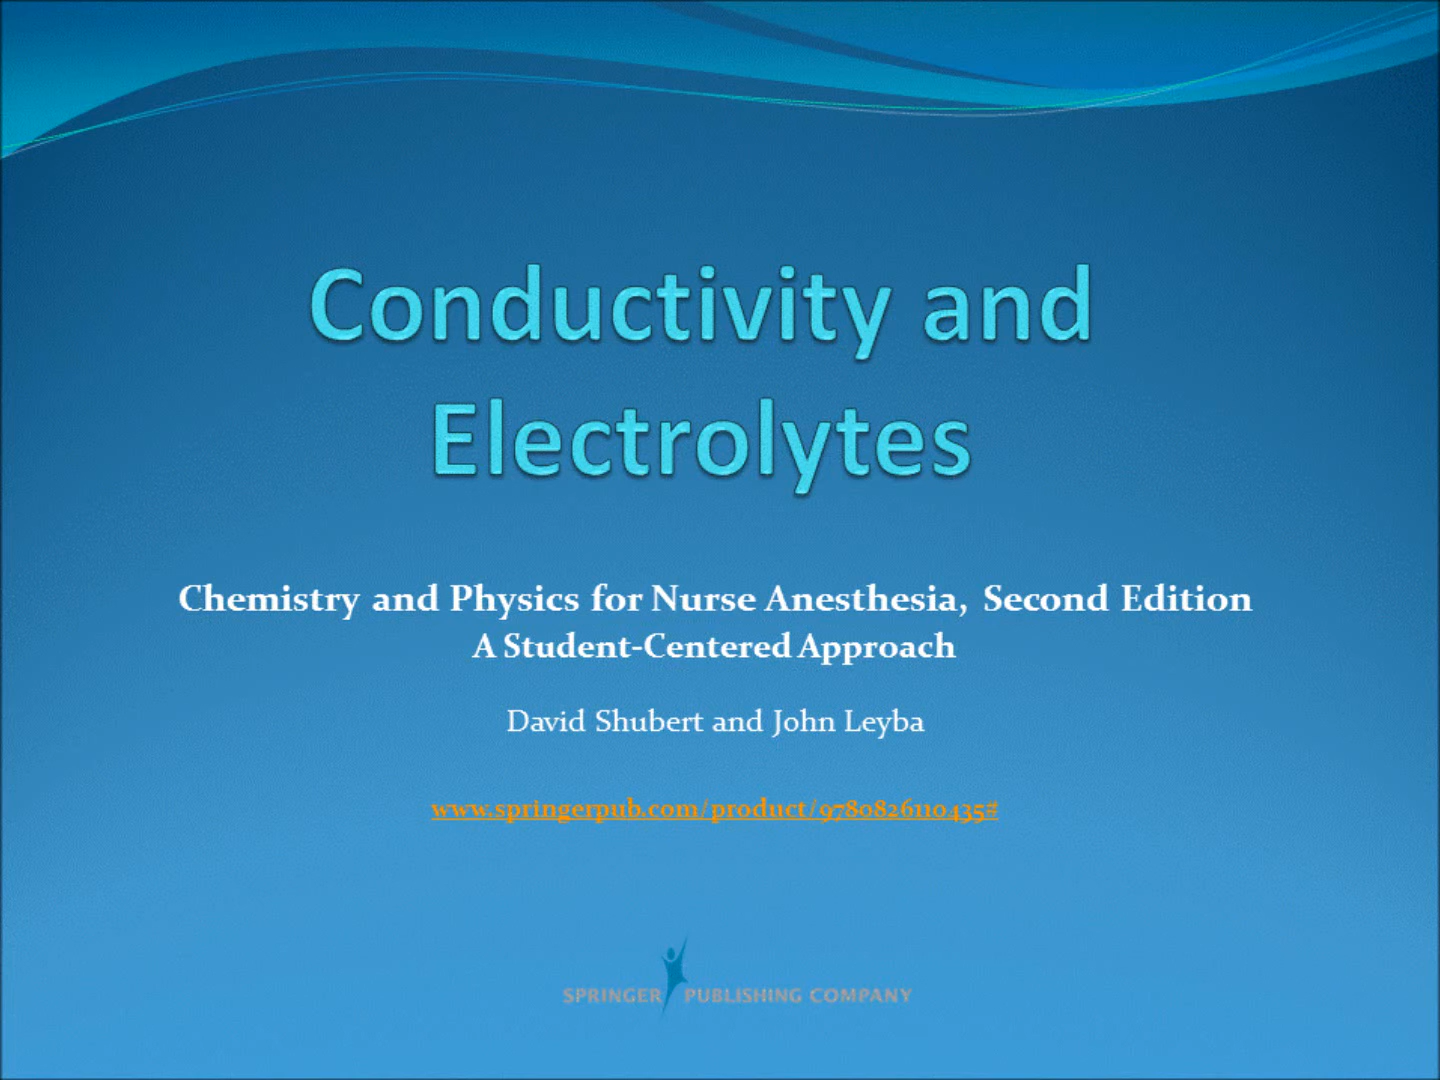 Conductivity and
Electrolytes
Chemistry and Physics for Nurse Anesthesia, Second Edition
A Student-Centered Approach
David Shubert and John Leyba
www.springerpub.com/product/9780826110435#
SPRINGER PUBLISHING COMPANY